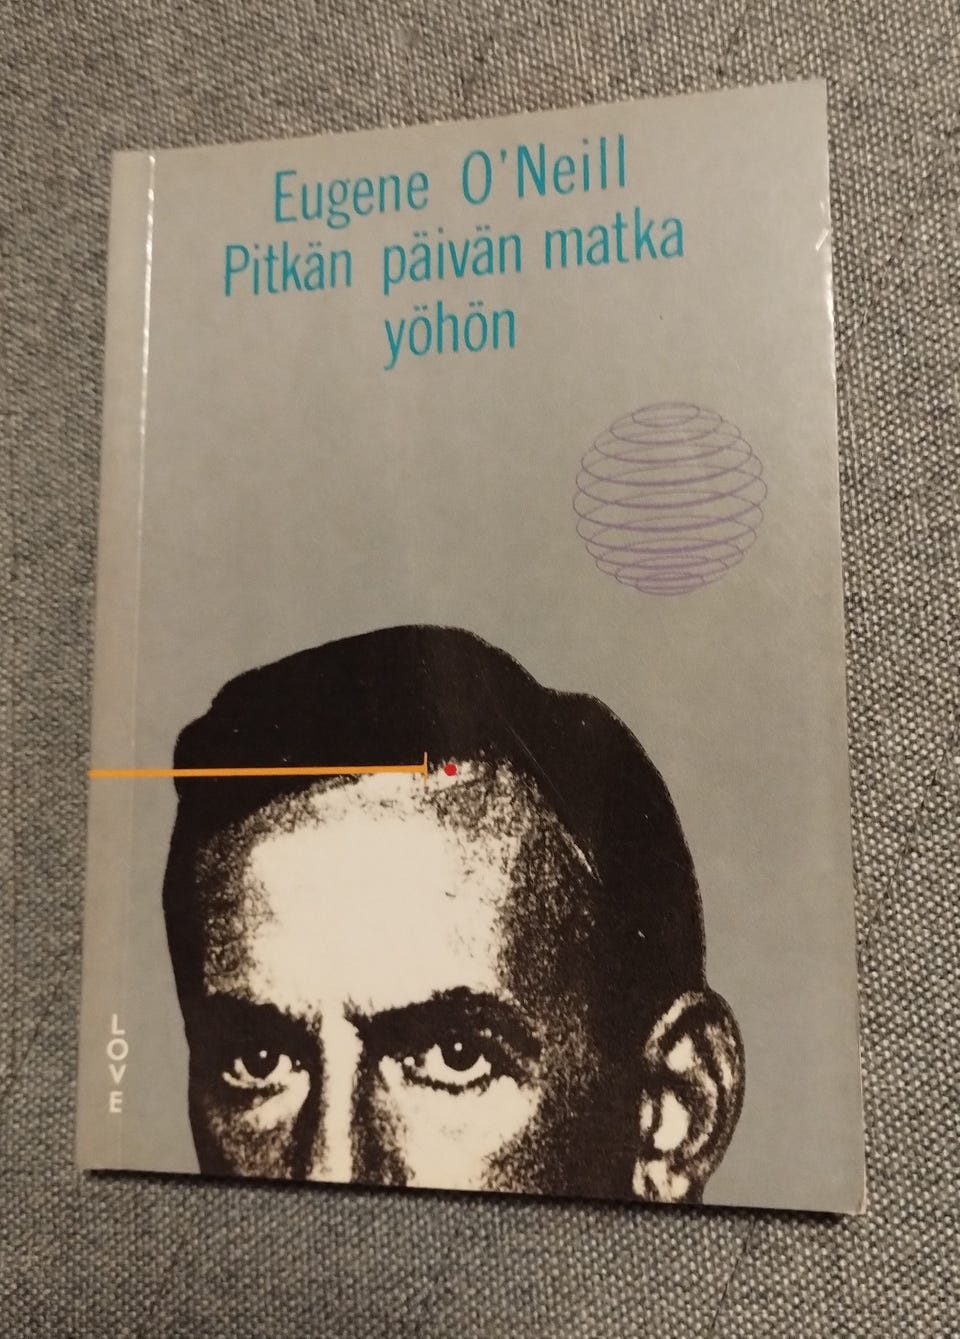 Eugene O'Neill
Pitkän päivän matka
yöhön
LOVE